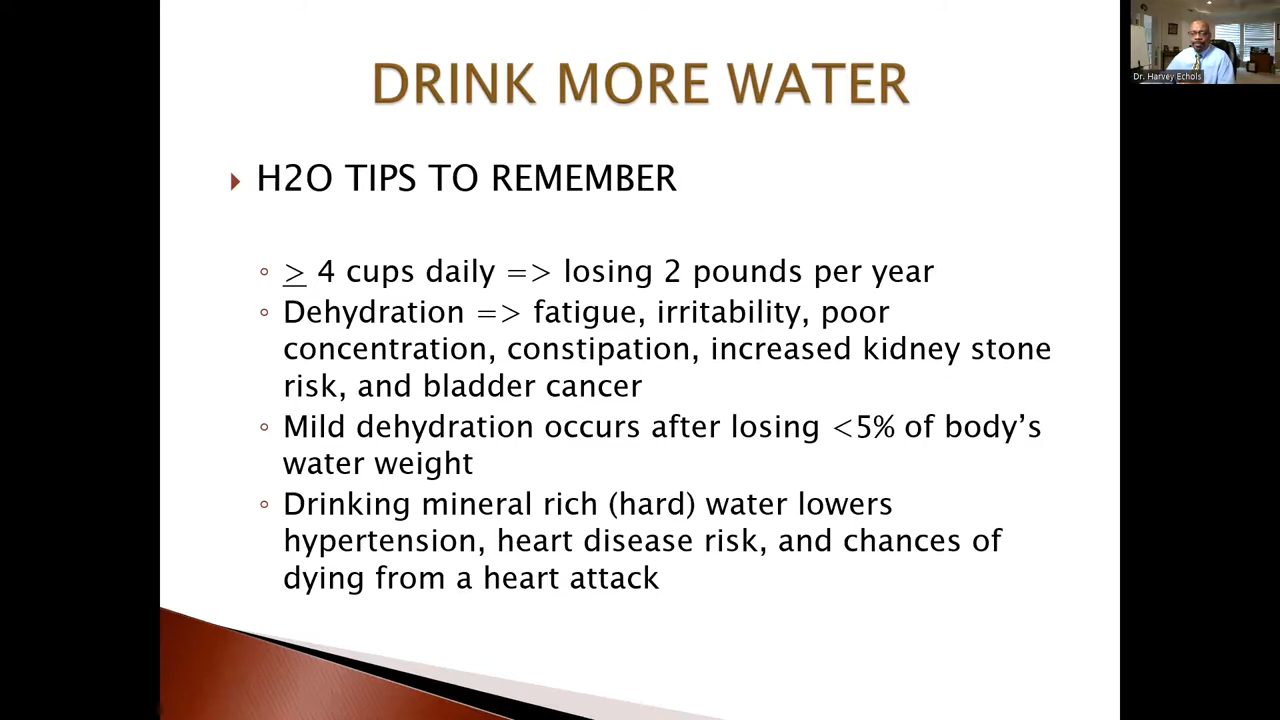 DRINK MORE WATER
Dr. Harvey Echols
H2O TIPS TO REMEMBER
≥ 4 cups daily => losing 2 pounds per year
Dehydration => fatigue, irritability, poor
concentration, constipation, increased kidney stone
risk, and bladder cancer
Mild dehydration occurs after losing <5% of body’s
water weight
Drinking mineral rich (hard) water lowers
hypertension, heart disease risk, and chances of
dying from a heart attack